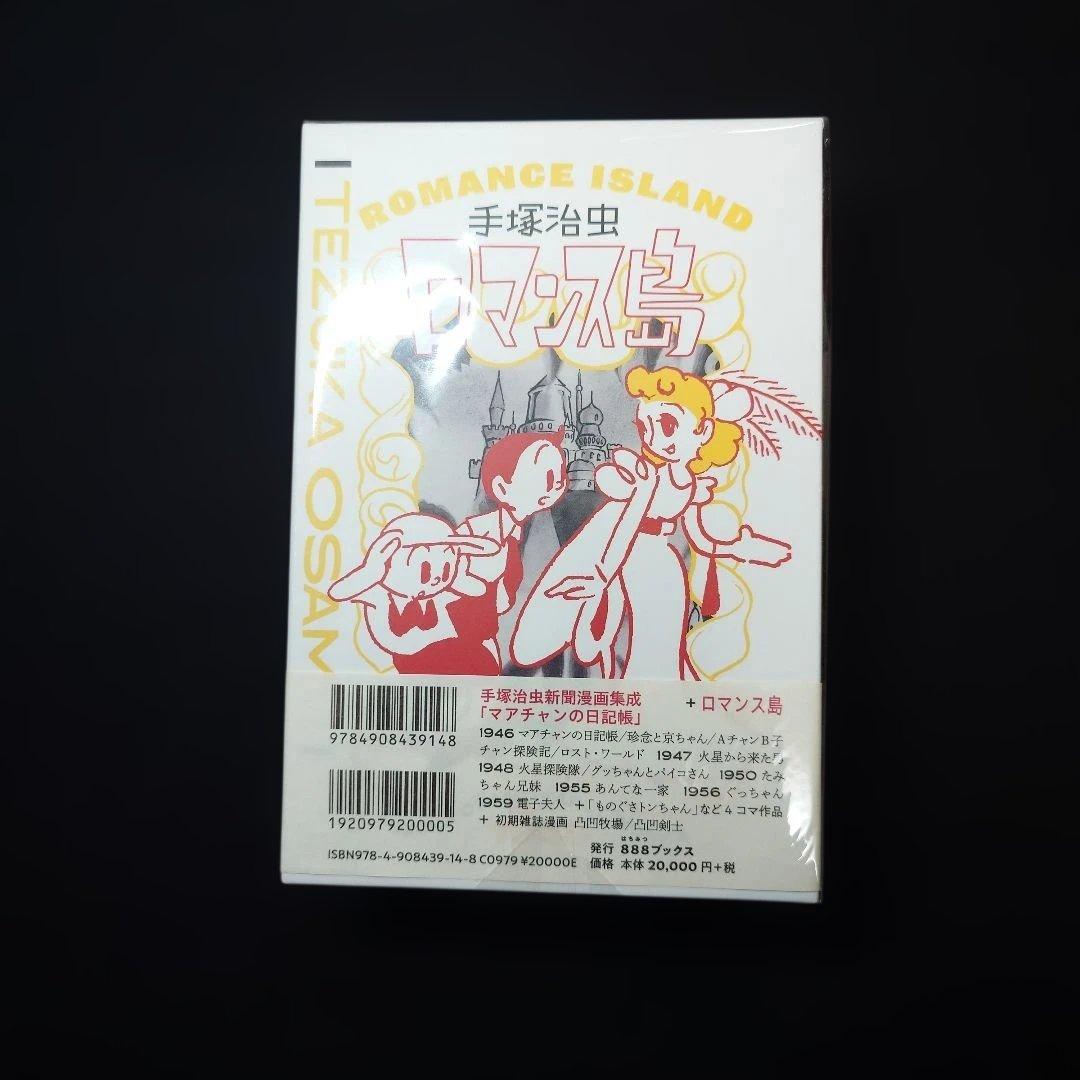 ROMANCE ISLAND
手塚治虫
ロマンス島
TEZUKA OSAM
9784908439148
1920979200005
ISBN978-4-908439-14-8 C0979 ¥20000E
手塚治虫新聞漫画集成
「マアチャンの日記帳」
+ ロマンス島
1946 マアチャンの日記帳/珍念と京ちゃん/AチャンB子
チャン探険記/ロスト・ワールド 1947 火星から来た男
1948 火星探険隊/グッちゃんとパイコさん 1950 たみ
ちゃん兄妹 1955 あんてな一家 1956 ぐっちゃん
1959 電子夫人 +「ものぐさトンちゃん」など4コマ作品
+ 初期雑誌漫画 凸凹牧場/凸凹剣士
はちみつ
発行 888ブックス
価格 本体 20,000 円+税